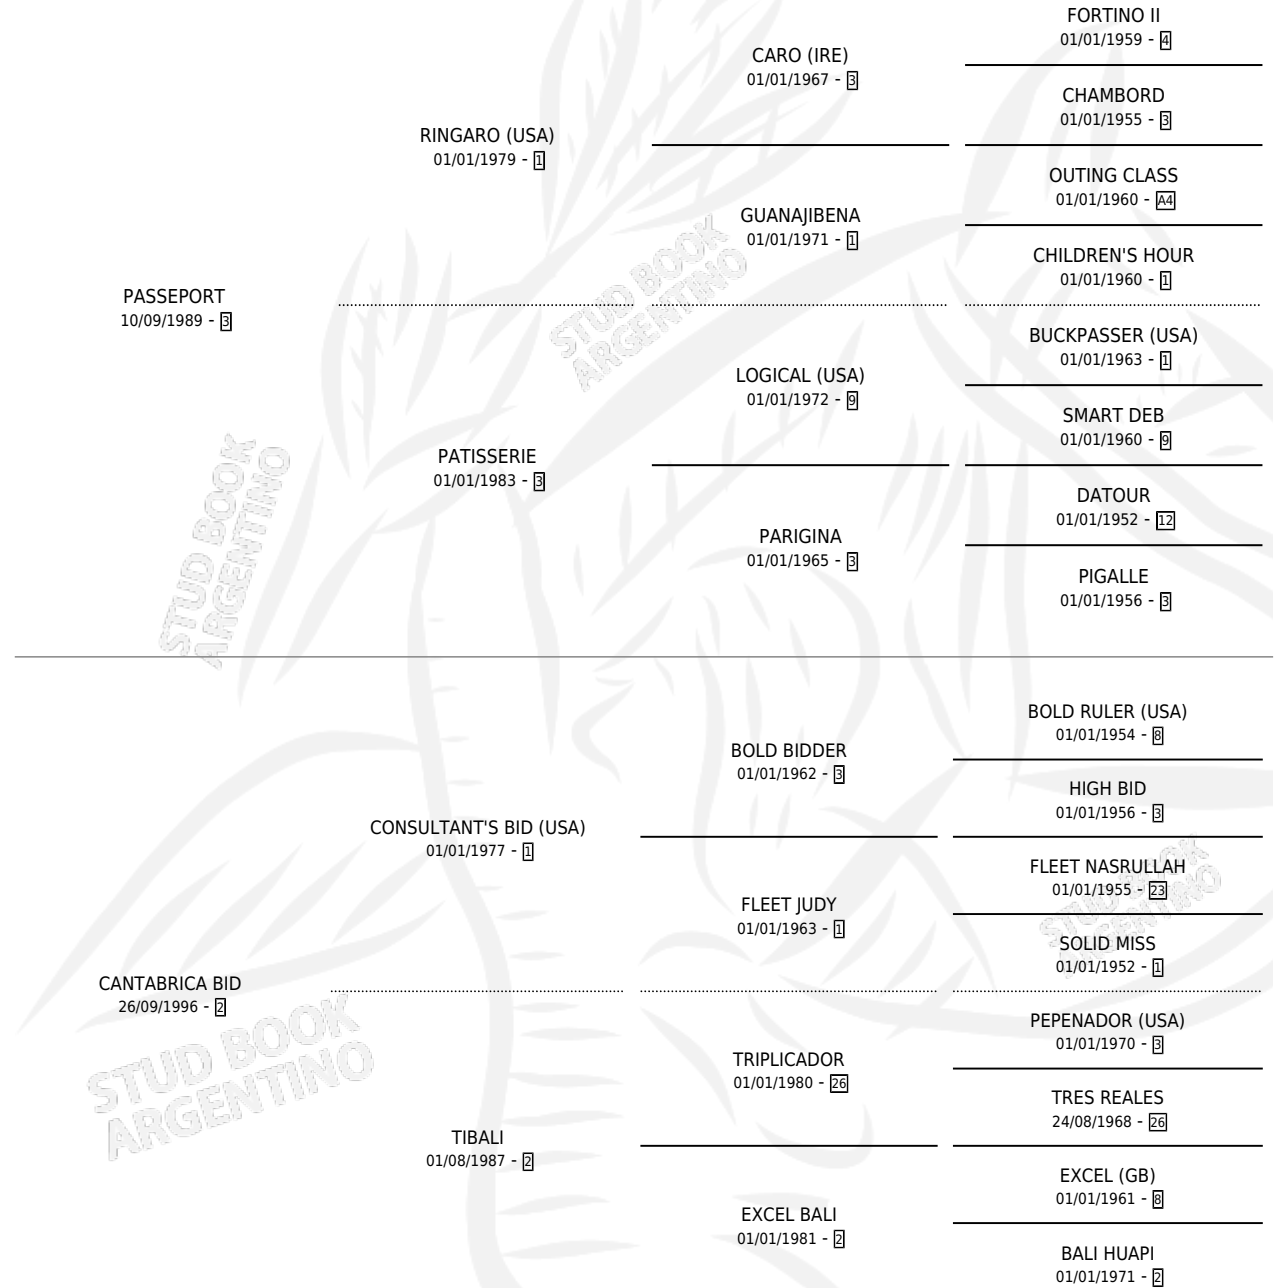 FORTINO II
01/01/1959 - 4
CARO (IRE)
01/01/1967 - 3
CHAMBORD
01/01/1955 - 3
RINGARO (USA)
01/01/1979 - 1
OUTING CLASS
01/01/1960 - A4
GUANAJIBENA
01/01/1971 - 1
CHILDREN'S HOUR
01/01/1960 - 1
PASSEPORT
10/09/1989 - 3
STUD BOOK
ARGENTINO
BUCKPASSER (USA)
01/01/1963 - 1
LOGICAL (USA)
01/01/1972 - 9
SMART DEB
01/01/1960 - 9
PATISSERIE
01/01/1983 - 3
DATOUR
01/01/1952 - 12
PARIGINA
01/01/1965 - 3
PIGALLE
01/01/1956 - 3
STUD BOOK
ARGENTINO
BOLD RULER (USA)
01/01/1954 - 8
BOLD BIDDER
01/01/1962 - 3
HIGH BID
01/01/1956 - 3
CONSULTANT'S BID (USA)
01/01/1977 - 1
FLEET NASRULLAH
01/01/1955 - 23
FLEET JUDY
01/01/1963 - 1
SOLID MISS
01/01/1952 - 1
STUD BOOK
ARGENTINO
CANTABRICA BID
26/09/1996 - 2
PEPENADOR (USA)
01/01/1970 - 3
TRIPLICADOR
01/01/1980 - 26
TRES REALES
24/08/1968 - 26
STUD BOOK
ARGENTINO
TIBALI
01/08/1987 - 2
EXCEL (GB)
01/01/1961 - 8
EXCEL BALI
01/01/1981 - 2
BALI HUAPI
01/01/1971 - 2